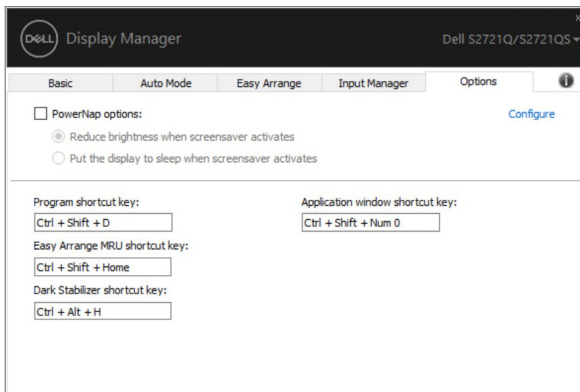 DELL Display Manager
Dell S2721Q/S2721QS
Basic Auto Mode Easy Arrange Input Manager Options
PowerNap options: Configure
Reduce brightness when screensaver activates
Put the display to sleep when screensaver activates
Program shortcut key: Application window shortcut key:
Ctrl + Shift + D Ctrl + Shift + Num 0
Easy Arrange MRU shortcut key:
Ctrl + Shift + Home
Dark Stabilizer shortcut key:
Ctrl + Alt + H